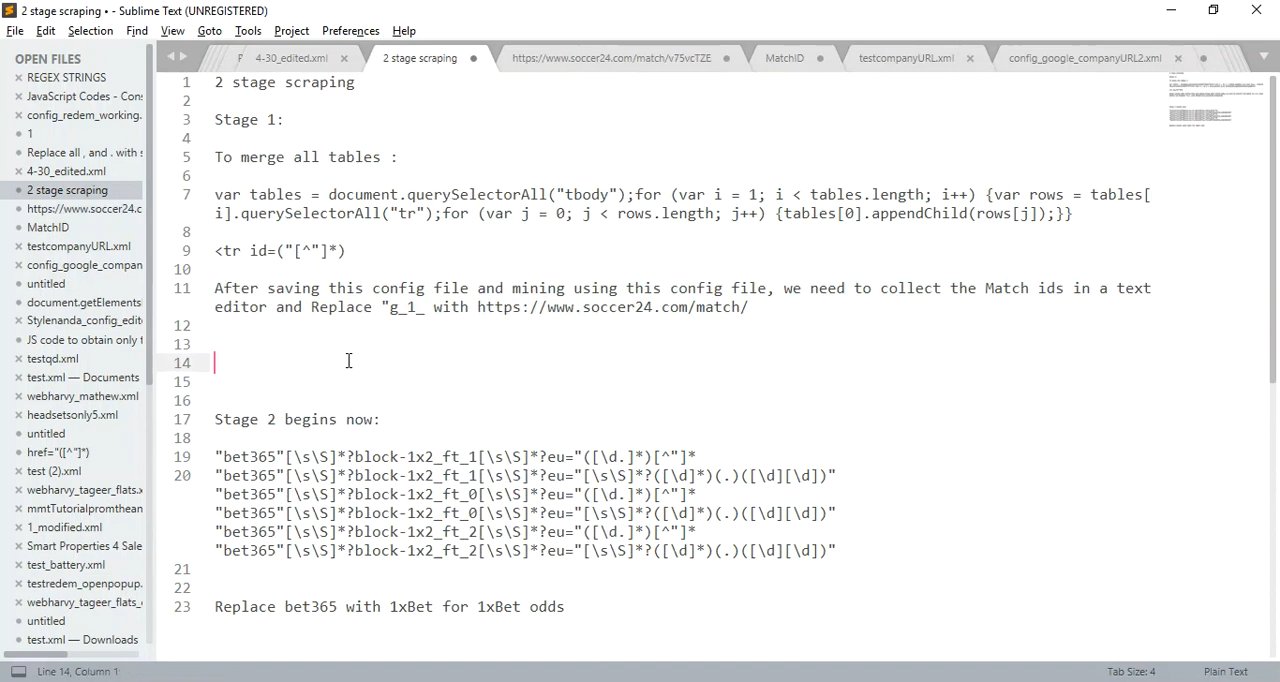 2 stage scraping • - Sublime Text (UNREGISTERED)
File Edit Selection Find View Goto Tools Project Preferences Help
OPEN FILES
REGEX STRINGS
JavaScript Codes - Con
config_redem_working.
1
Replace all , and . with s
4-30_edited.xml
2 stage scraping
https://www.soccer24.c
MatchID
testcompanyURL.xml
config_google_compan
untitled
document.getElements
Stylenanda_config_edit
JS code to obtain only t
testqd.xml
test.xml — Documents
webharvy_mathew.xml
headsetsonly5.xml
untitled
href="([^"]*)
test (2).xml
webharvy_tageer_flats.x
mmtTutorialpromthean
1_modified.xml
Smart Properties 4 Sale
test_battery.xml
testredem_openpopup.
webharvy_tageer_flats_
untitled
test.xml — Downloads
4-30_edited.xml 2 stage scraping https://www.soccer24.com/match/v75vcTZE MatchID testcompanyURL.xml config_google_companyURL2.xml
1 2 stage scraping
2
3 Stage 1:
4
5 To merge all tables :
6
7 var tables = document.querySelectorAll("tbody");for (var i = 1; i < tables.length; i++) {var rows = tables[
i].querySelectorAll("tr");for (var j = 0; j < rows.length; j++) {tables[0].appendChild(rows[j]);}}
8
9 <tr id=("[^"]*)
10
11 After saving this config file and mining using this config file, we need to collect the Match ids in a text
editor and Replace "g_1_ with https://www.soccer24.com/match/
12
13
14
15
16
17 Stage 2 begins now:
18
19 "bet365"[\s\S]*?block-1x2_ft_1[\s\S]*?eu="([\d.]*)[^"]*
20 "bet365"[\s\S]*?block-1x2_ft_1[\s\S]*?eu="[\s\S]*?([\d]*)(.)([\d][\d])"
"bet365"[\s\S]*?block-1x2_ft_0[\s\S]*?eu="([\d.]*)[^"]*
"bet365"[\s\S]*?block-1x2_ft_0[\s\S]*?eu="[\s\S]*?([\d]*)(.)([\d][\d])"
"bet365"[\s\S]*?block-1x2_ft_2[\s\S]*?eu="([\d.]*)[^"]*
"bet365"[\s\S]*?block-1x2_ft_2[\s\S]*?eu="[\s\S]*?([\d]*)(.)([\d][\d])"
21
22
23 Replace bet365 with 1xBet for 1xBet odds
Line 14, Column 1
Tab Size: 4
Plain Text